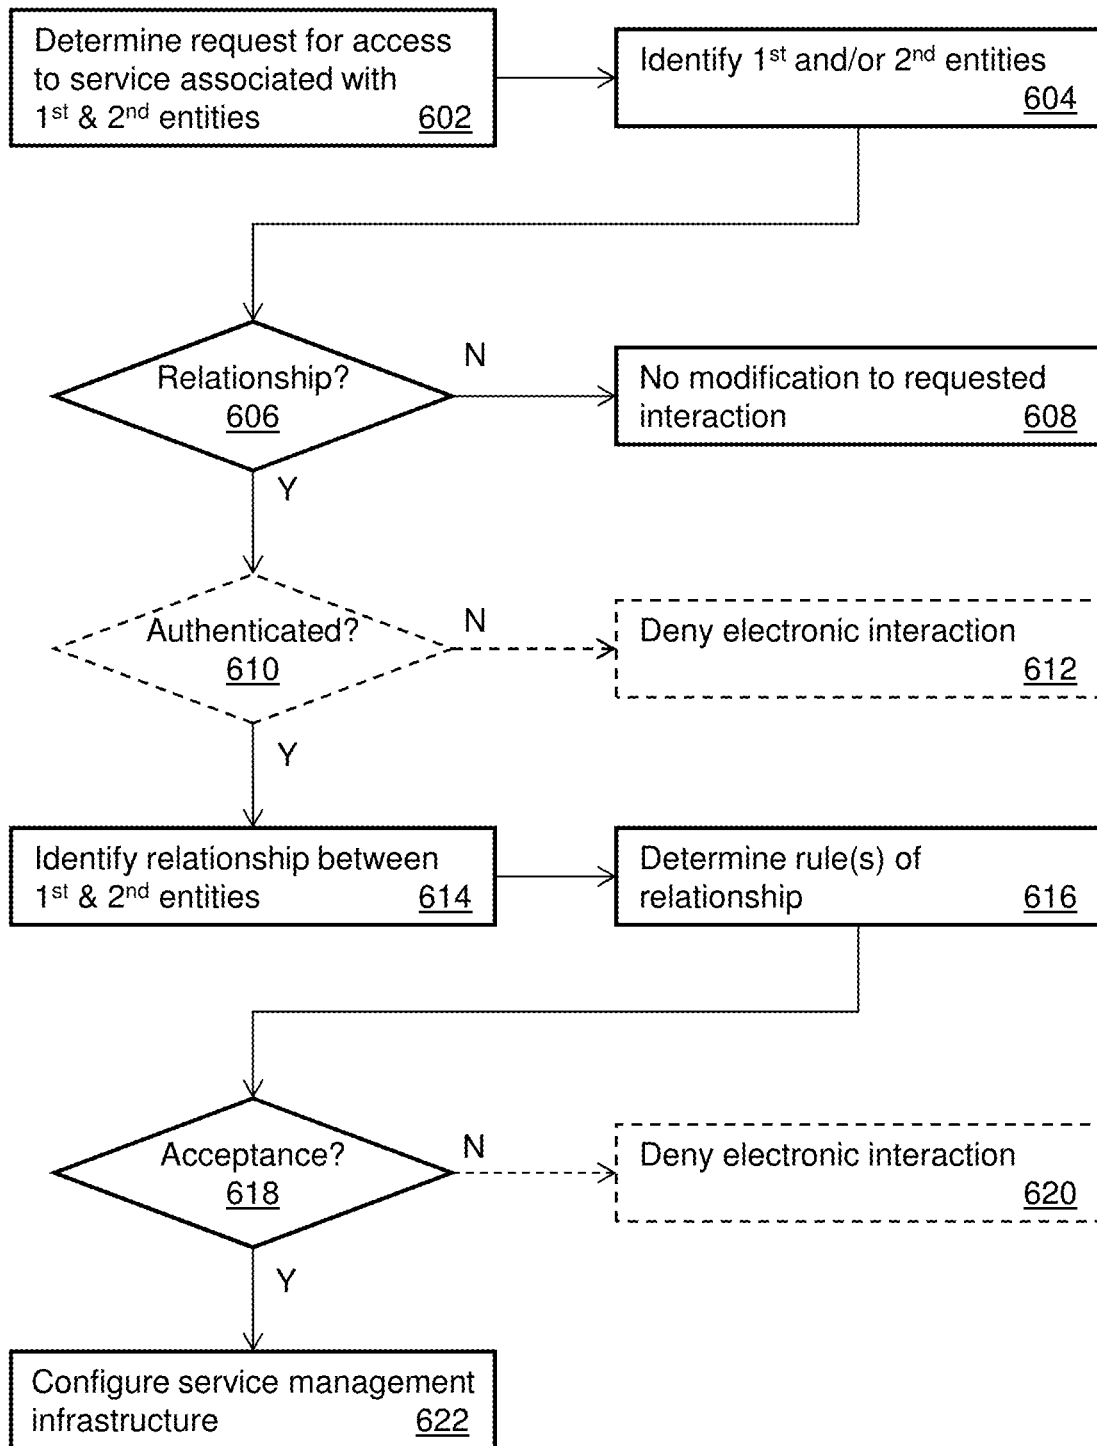 Determine request for access
to service associated with
1st & 2nd entities 602
Identify 1st and/or 2nd entities
604
Relationship?
606
N
No modification to requested
interaction 608
Y
Authenticated?
610
N
Deny electronic interaction
612
Y
Identify relationship between
1st & 2nd entities 614
Determine rule(s) of
relationship 616
Acceptance?
618
N
Deny electronic interaction
620
Y
Configure service management
infrastructure 622